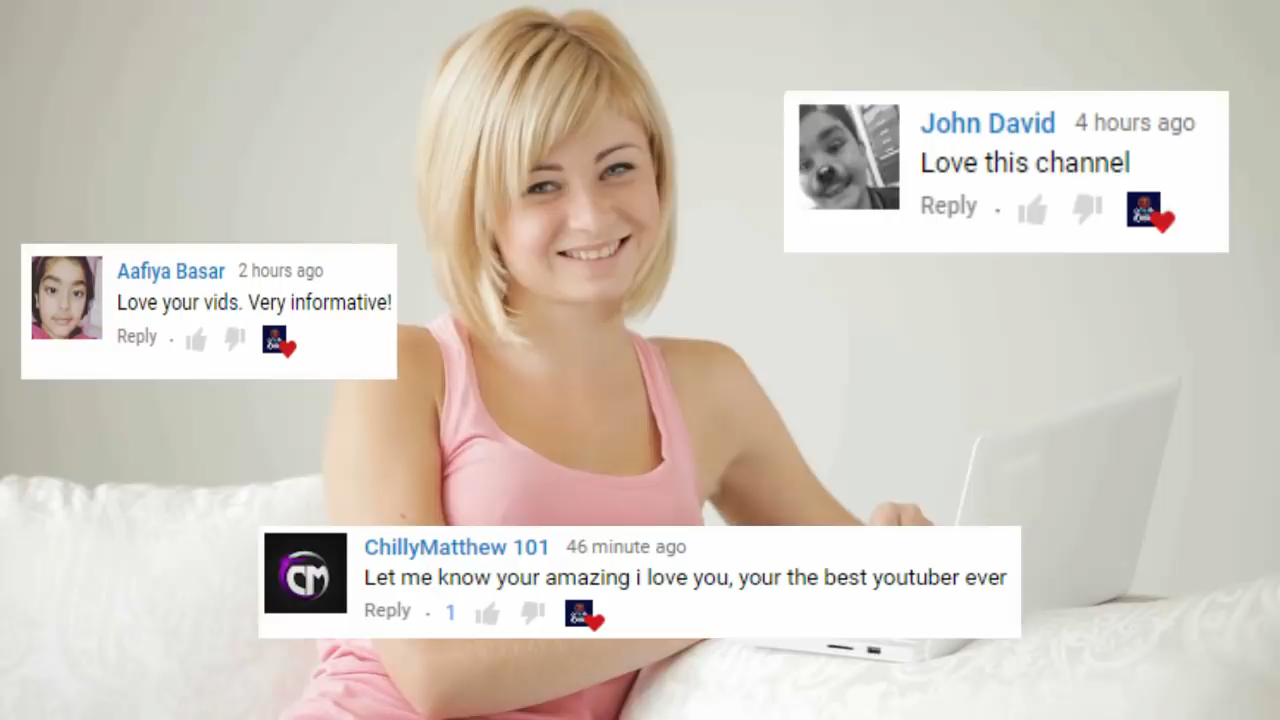 John David 4 hours ago
Love this channel
Reply .
Aafiya Basar 2 hours ago
Love your vids. Very informative!
Reply .
CM
ChillyMatthew 101 46 minute ago
Let me know your amazing i love you, your the best youtuber ever
Reply . 1